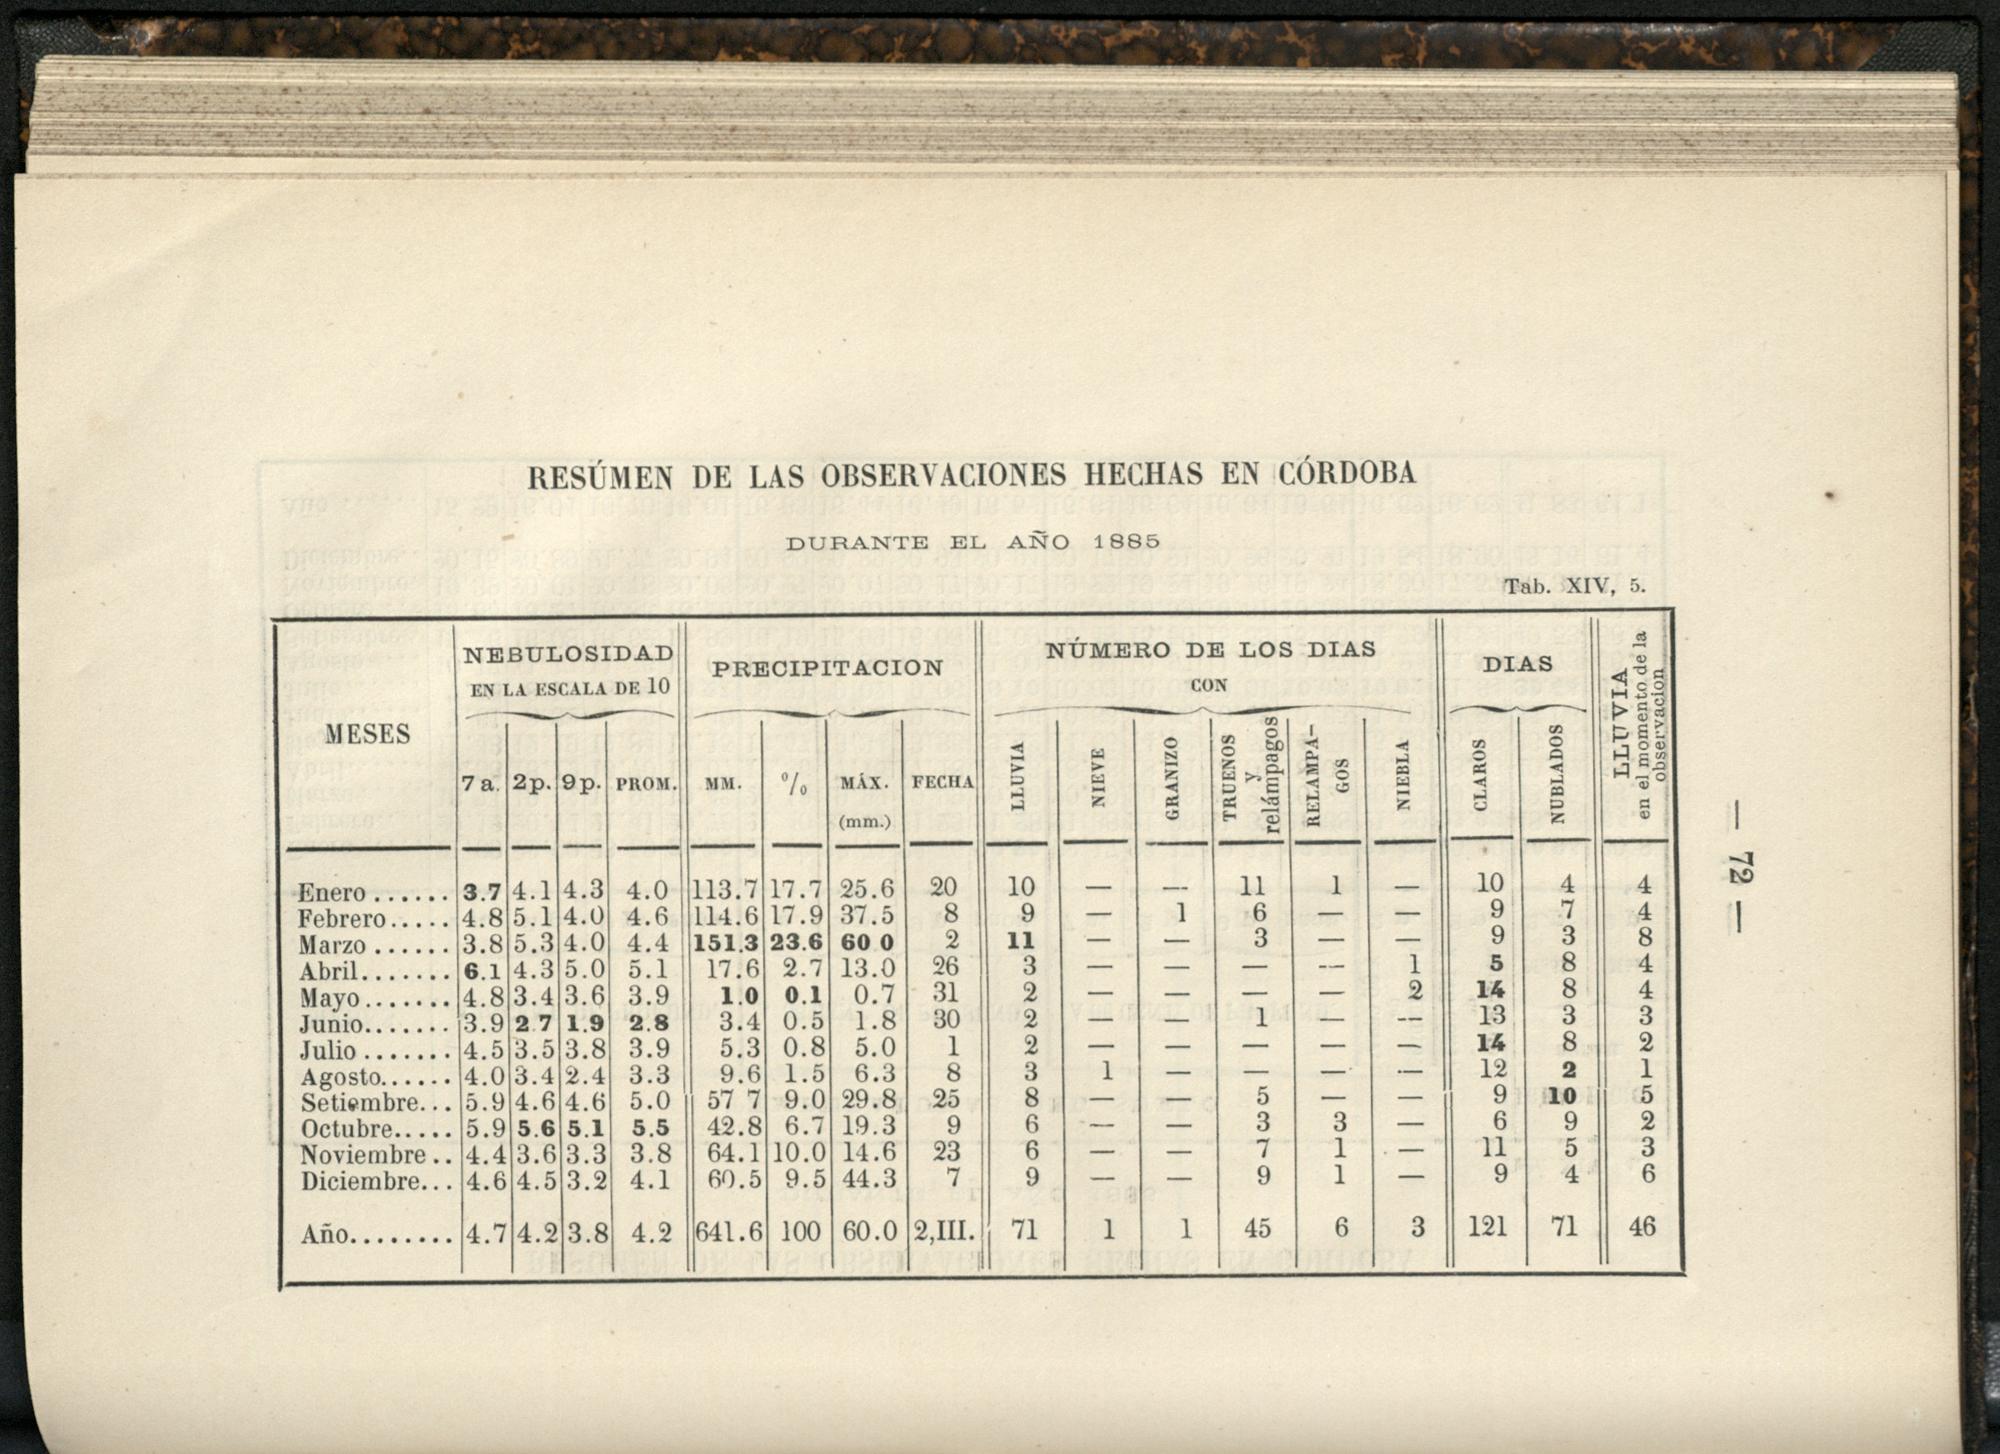 RESÚMEN DE LAS OBSERVACIONES HECHAS EN CÓRDOBA
DURANTE EL AÑO 1885
Tab. XIV, 5.
MESES
NEBULOSIDAD
EN LA ESCALA DE 10
PRECIPITACION
NÚMERO DE LOS DIAS
CON
DIAS
LLUVIA
en el momento de la
observacion
7 a. 2p. 9p. PROM. MM. % MÁX. (mm.) FECHA LLUVIA NIEVE GRANIZO TRUENOS y relámpagos RELAMPA-GOS NIEBLA CLAROS NUBLADOS
Enero ...... 3.7 4.1 4.3 4.0 113.7 17.7 25.6 20 10 — — 11 1 — 10 4 4
Febrero..... 4.8 5.1 4.0 4.6 114.6 17.9 37.5 8 9 — 1 6 — — 9 7 4
Marzo ...... 3.8 5.3 4.0 4.4 151.3 23.6 60 0 2 11 — — 3 — — 9 3 8
Abril....... 6.1 4.3 5.0 5.1 17.6 2.7 13.0 26 3 — — — — 1 5 8 4
Mayo....... 4.8 3.4 3.6 3.9 1.0 0.1 0.7 31 2 — — — — 2 14 8 4
Junio....... 3.9 2.7 1.9 2.8 3.4 0.5 1.8 30 2 — — 1 — — 13 3 3
Julio ....... 4.5 3.5 3.8 3.9 5.3 0.8 5.0 1 2 — — — — — 14 8 2
Agosto...... 4.0 3.4 2.4 3.3 9.6 1.5 6.3 8 3 1 — — — — 12 2 1
Setiembre... 5.9 4.6 4.6 5.0 57 7 9.0 29.8 25 8 — — 5 — — 9 10 5
Octubre..... 5.9 5.6 5.1 5.5 42.8 6.7 19.3 9 6 — — 3 3 — 6 9 2
Noviembre .. 4.4 3.6 3.3 3.8 64.1 10.0 14.6 23 6 — — 7 1 — 11 5 3
Diciembre... 4.6 4.5 3.2 4.1 60.5 9.5 44.3 7 9 — — 9 1 — 9 4 6
Año........ 4.7 4.2 3.8 4.2 641.6 100 60.0 2,III. 71 1 1 45 6 3 121 71 46
— 72 —